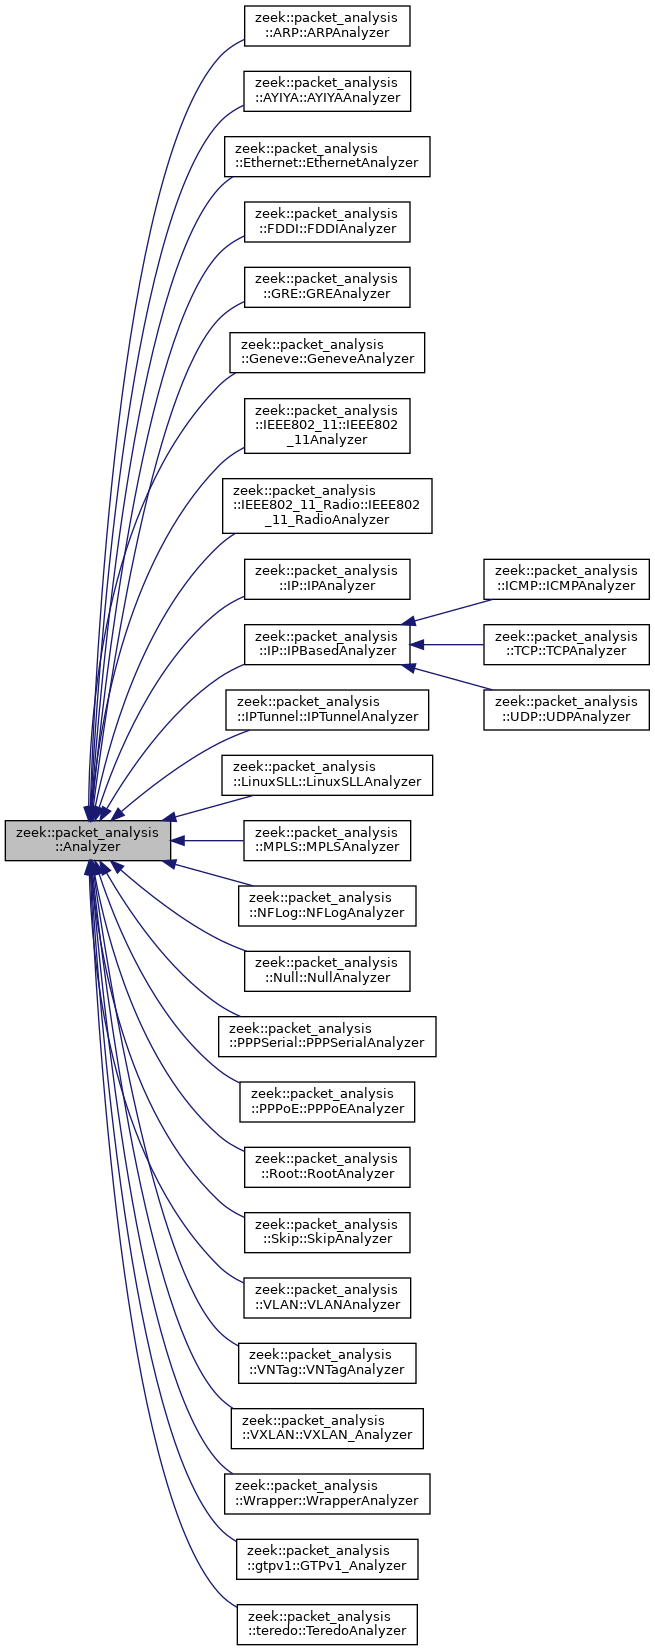 zeek::packet_analysis
::ARP::ARPAnalyzer
zeek::packet_analysis
::AYIYA::AYIYAAnalyzer
zeek::packet_analysis
::Ethernet::EthernetAnalyzer
zeek::packet_analysis
::FDDI::FDDIAnalyzer
zeek::packet_analysis
::GRE::GREAnalyzer
zeek::packet_analysis
::Geneve::GeneveAnalyzer
zeek::packet_analysis
::IEEE802_11::IEEE802
_11Analyzer
zeek::packet_analysis
::IEEE802_11_Radio::IEEE802
_11_RadioAnalyzer
zeek::packet_analysis
::IP::IPAnalyzer
zeek::packet_analysis
::ICMP::ICMPAnalyzer
zeek::packet_analysis
::IP::IPBasedAnalyzer
zeek::packet_analysis
::TCP::TCPAnalyzer
zeek::packet_analysis
::IPTunnel::IPTunnelAnalyzer
zeek::packet_analysis
::UDP::UDPAnalyzer
zeek::packet_analysis
::LinuxSLL::LinuxSLLAnalyzer
zeek::packet_analysis
::Analyzer
zeek::packet_analysis
::MPLS::MPLSAnalyzer
zeek::packet_analysis
::NFLog::NFLogAnalyzer
zeek::packet_analysis
::Null::NullAnalyzer
zeek::packet_analysis
::PPPSerial::PPPSerialAnalyzer
zeek::packet_analysis
::PPPoE::PPPoEAnalyzer
zeek::packet_analysis
::Root::RootAnalyzer
zeek::packet_analysis
::Skip::SkipAnalyzer
zeek::packet_analysis
::VLAN::VLANAnalyzer
zeek::packet_analysis
::VNTag::VNTagAnalyzer
zeek::packet_analysis
::VXLAN::VXLAN_Analyzer
zeek::packet_analysis
::Wrapper::WrapperAnalyzer
zeek::packet_analysis
::gtpv1::GTPv1_Analyzer
zeek::packet_analysis
::teredo::TeredoAnalyzer